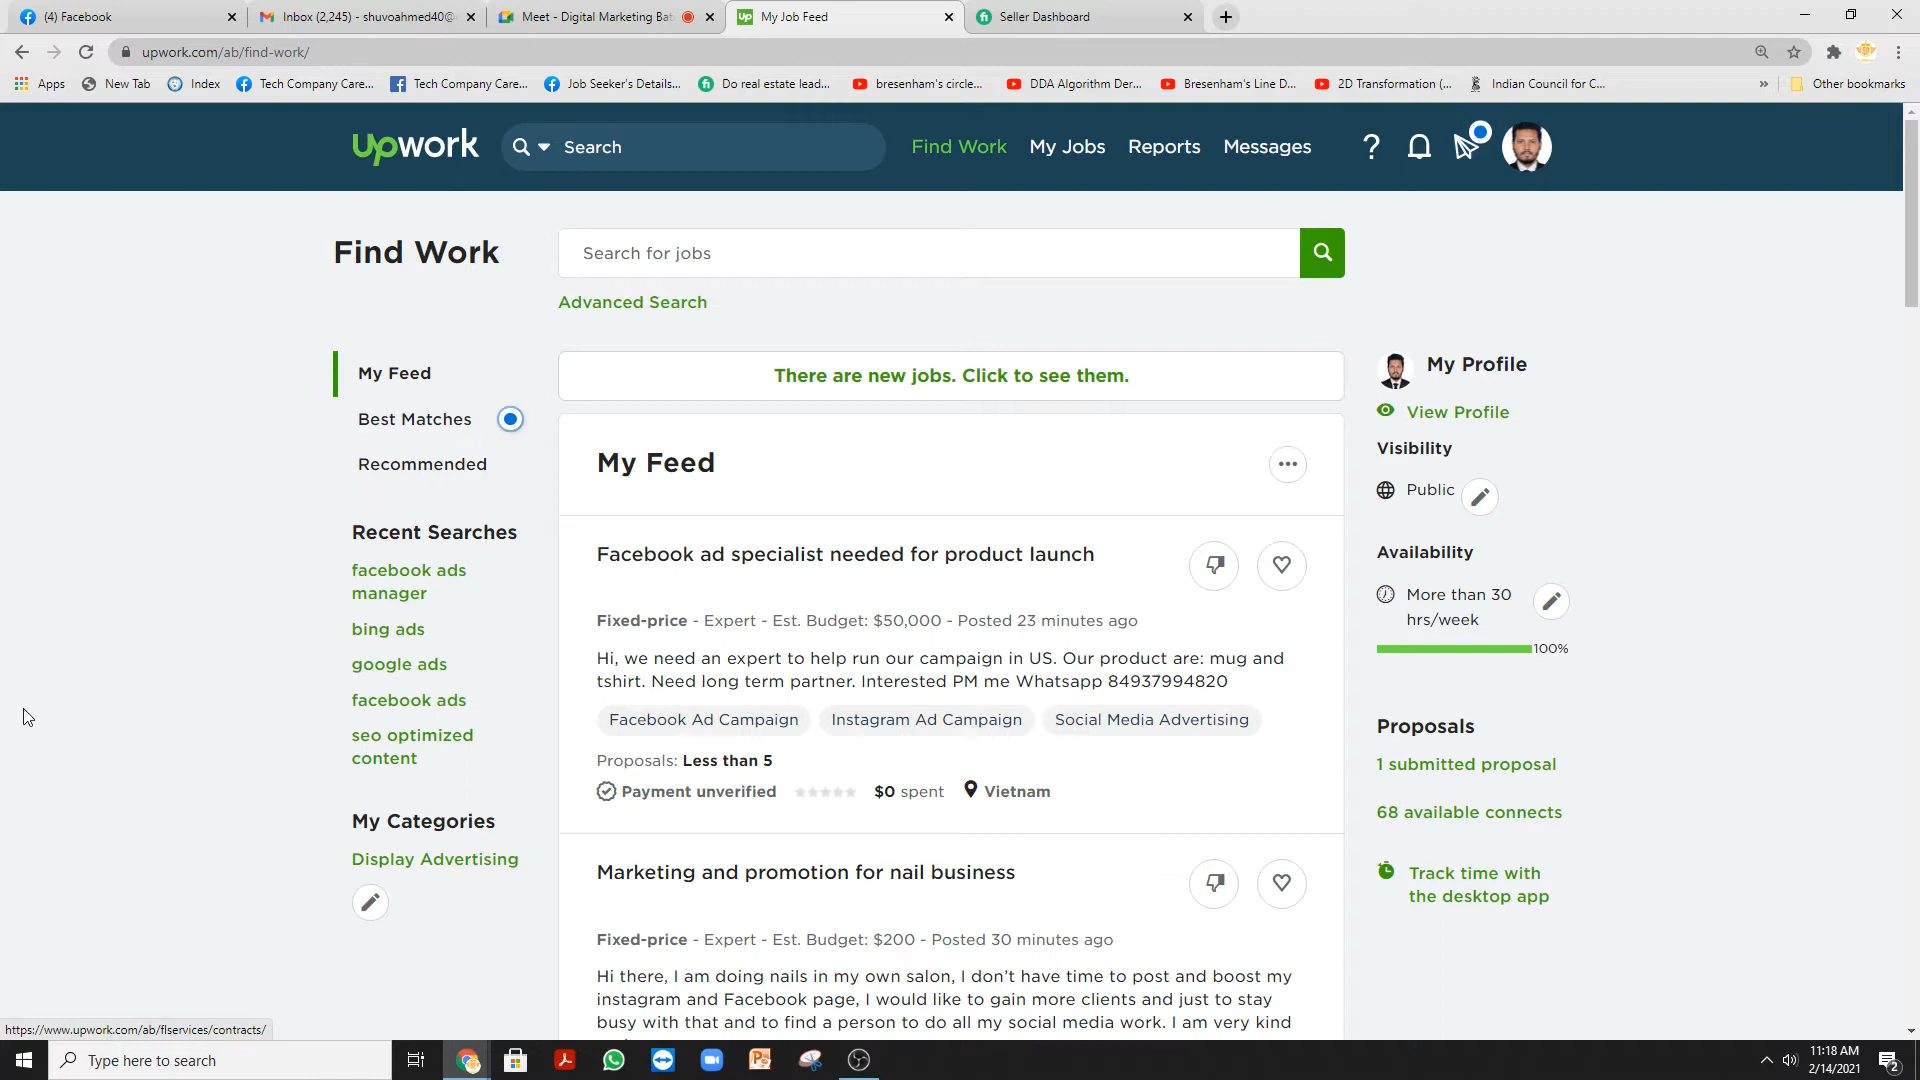 (4) Facebook
Inbox (2,245) - shuvoahmed40@
Meet - Digital Marketing Bat
My Job Feed
Seller Dashboard
upwork.com/ab/find-work/
Apps
New Tab
Index
Tech Company Care...
Tech Company Care...
Job Seeker's Details...
Do real estate lead...
bresenham's circle...
DDA Algorithm Der...
Bresenham's Line D...
2D Transformation (...
Indian Council for C...
»
Other bookmarks
upwork
Search
Find Work
My Jobs
Reports
Messages
?
Find Work
Search for jobs
Advanced Search
My Feed
Best Matches
Recommended
Recent Searches
facebook ads
manager
bing ads
google ads
facebook ads
seo optimized
content
My Categories
Display Advertising
There are new jobs. Click to see them.
My Feed
Facebook ad specialist needed for product launch
Fixed-price - Expert - Est. Budget: $50,000 - Posted 23 minutes ago
Hi, we need an expert to help run our campaign in US. Our product are: mug and
tshirt. Need long term partner. Interested PM me Whatsapp 84937994820
Facebook Ad Campaign
Instagram Ad Campaign
Social Media Advertising
Proposals: Less than 5
Payment unverified
$0 spent
Vietnam
Marketing and promotion for nail business
Fixed-price - Expert - Est. Budget: $200 - Posted 30 minutes ago
Hi there, I am doing nails in my own salon, I don't have time to post and boost my
instagram and Facebook page, I would like to gain more clients and just to stay
busy with that and to find a person to do all my social media work. I am very kind
My Profile
View Profile
Visibility
Public
Availability
More than 30
hrs/week
100%
Proposals
1 submitted proposal
68 available connects
Track time with
the desktop app
https://www.upwork.com/ab/flservices/contracts/
Type here to search
11:18 AM
2/14/2021
2